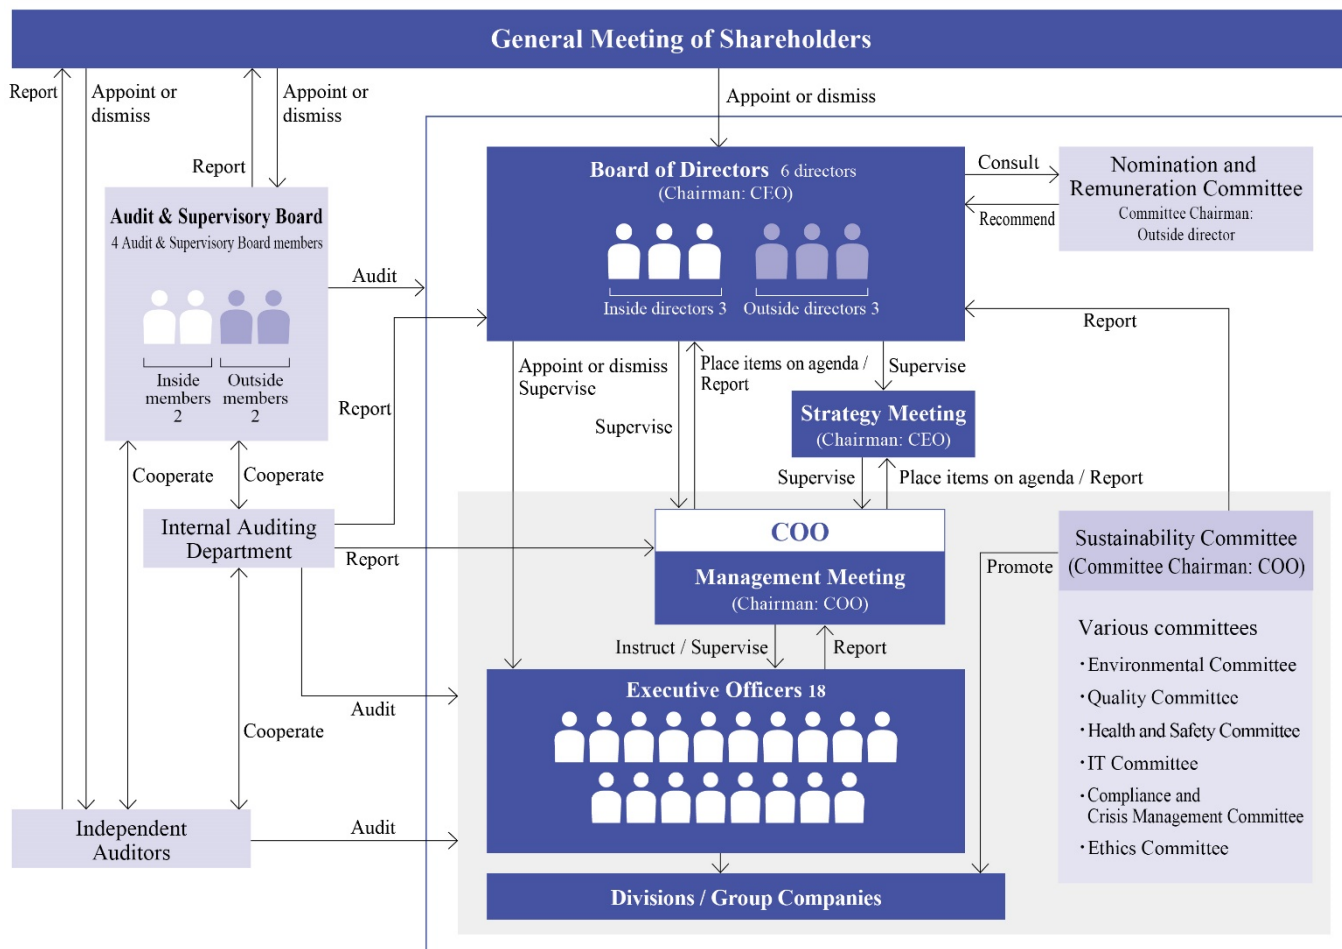 General Meeting of Shareholders
Report
Appoint or
dismiss
Report
Appoint or
dismiss
Appoint or dismiss
Audit & Supervisory Board
4 Audit & Supervisory Board members
Inside
members
2
Outside
members
2
Audit
Board of Directors 6 directors
(Chairman: CEO)
Inside directors 3
Outside directors 3
Consult
Recommend
Nomination and
Remuneration Committee
Committee Chairman:
Outside director
Report
Report
Appoint or dismiss
Supervise
Supervise
Place items on agenda /
Report
Supervise
Strategy Meeting
(Chairman: CEO)
Supervise
Place items on agenda / Report
Cooperate
Cooperate
Internal Auditing
Department
Report
COO
Management Meeting
(Chairman: COO)
Promote
Sustainability Committee
(Committee Chairman: COO)
Various committees
・Environmental Committee
・Quality Committee
・Health and Safety Committee
・IT Committee
・Compliance and
Crisis Management Committee
・Ethics Committee
Instruct / Supervise
Report
Executive Officers 18
Audit
Cooperate
Independent
Auditors
Audit
Divisions / Group Companies